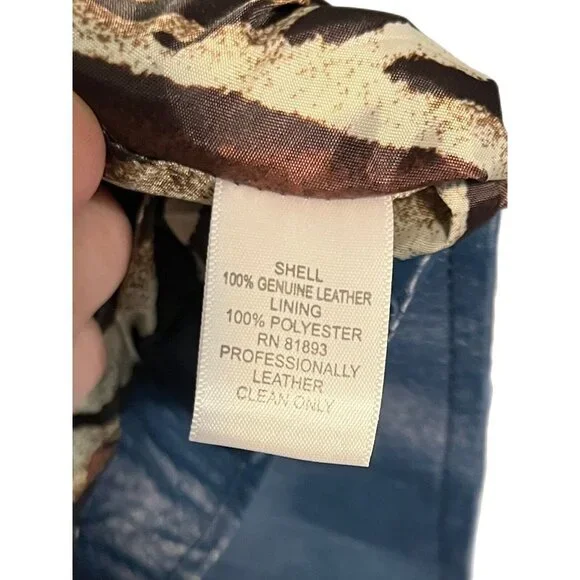 SHELL
100% GENUINE LEATHER
LINING
100% POLYESTER
RN 81893
PROFESSIONALLY
LEATHER
CLEAN ONLY